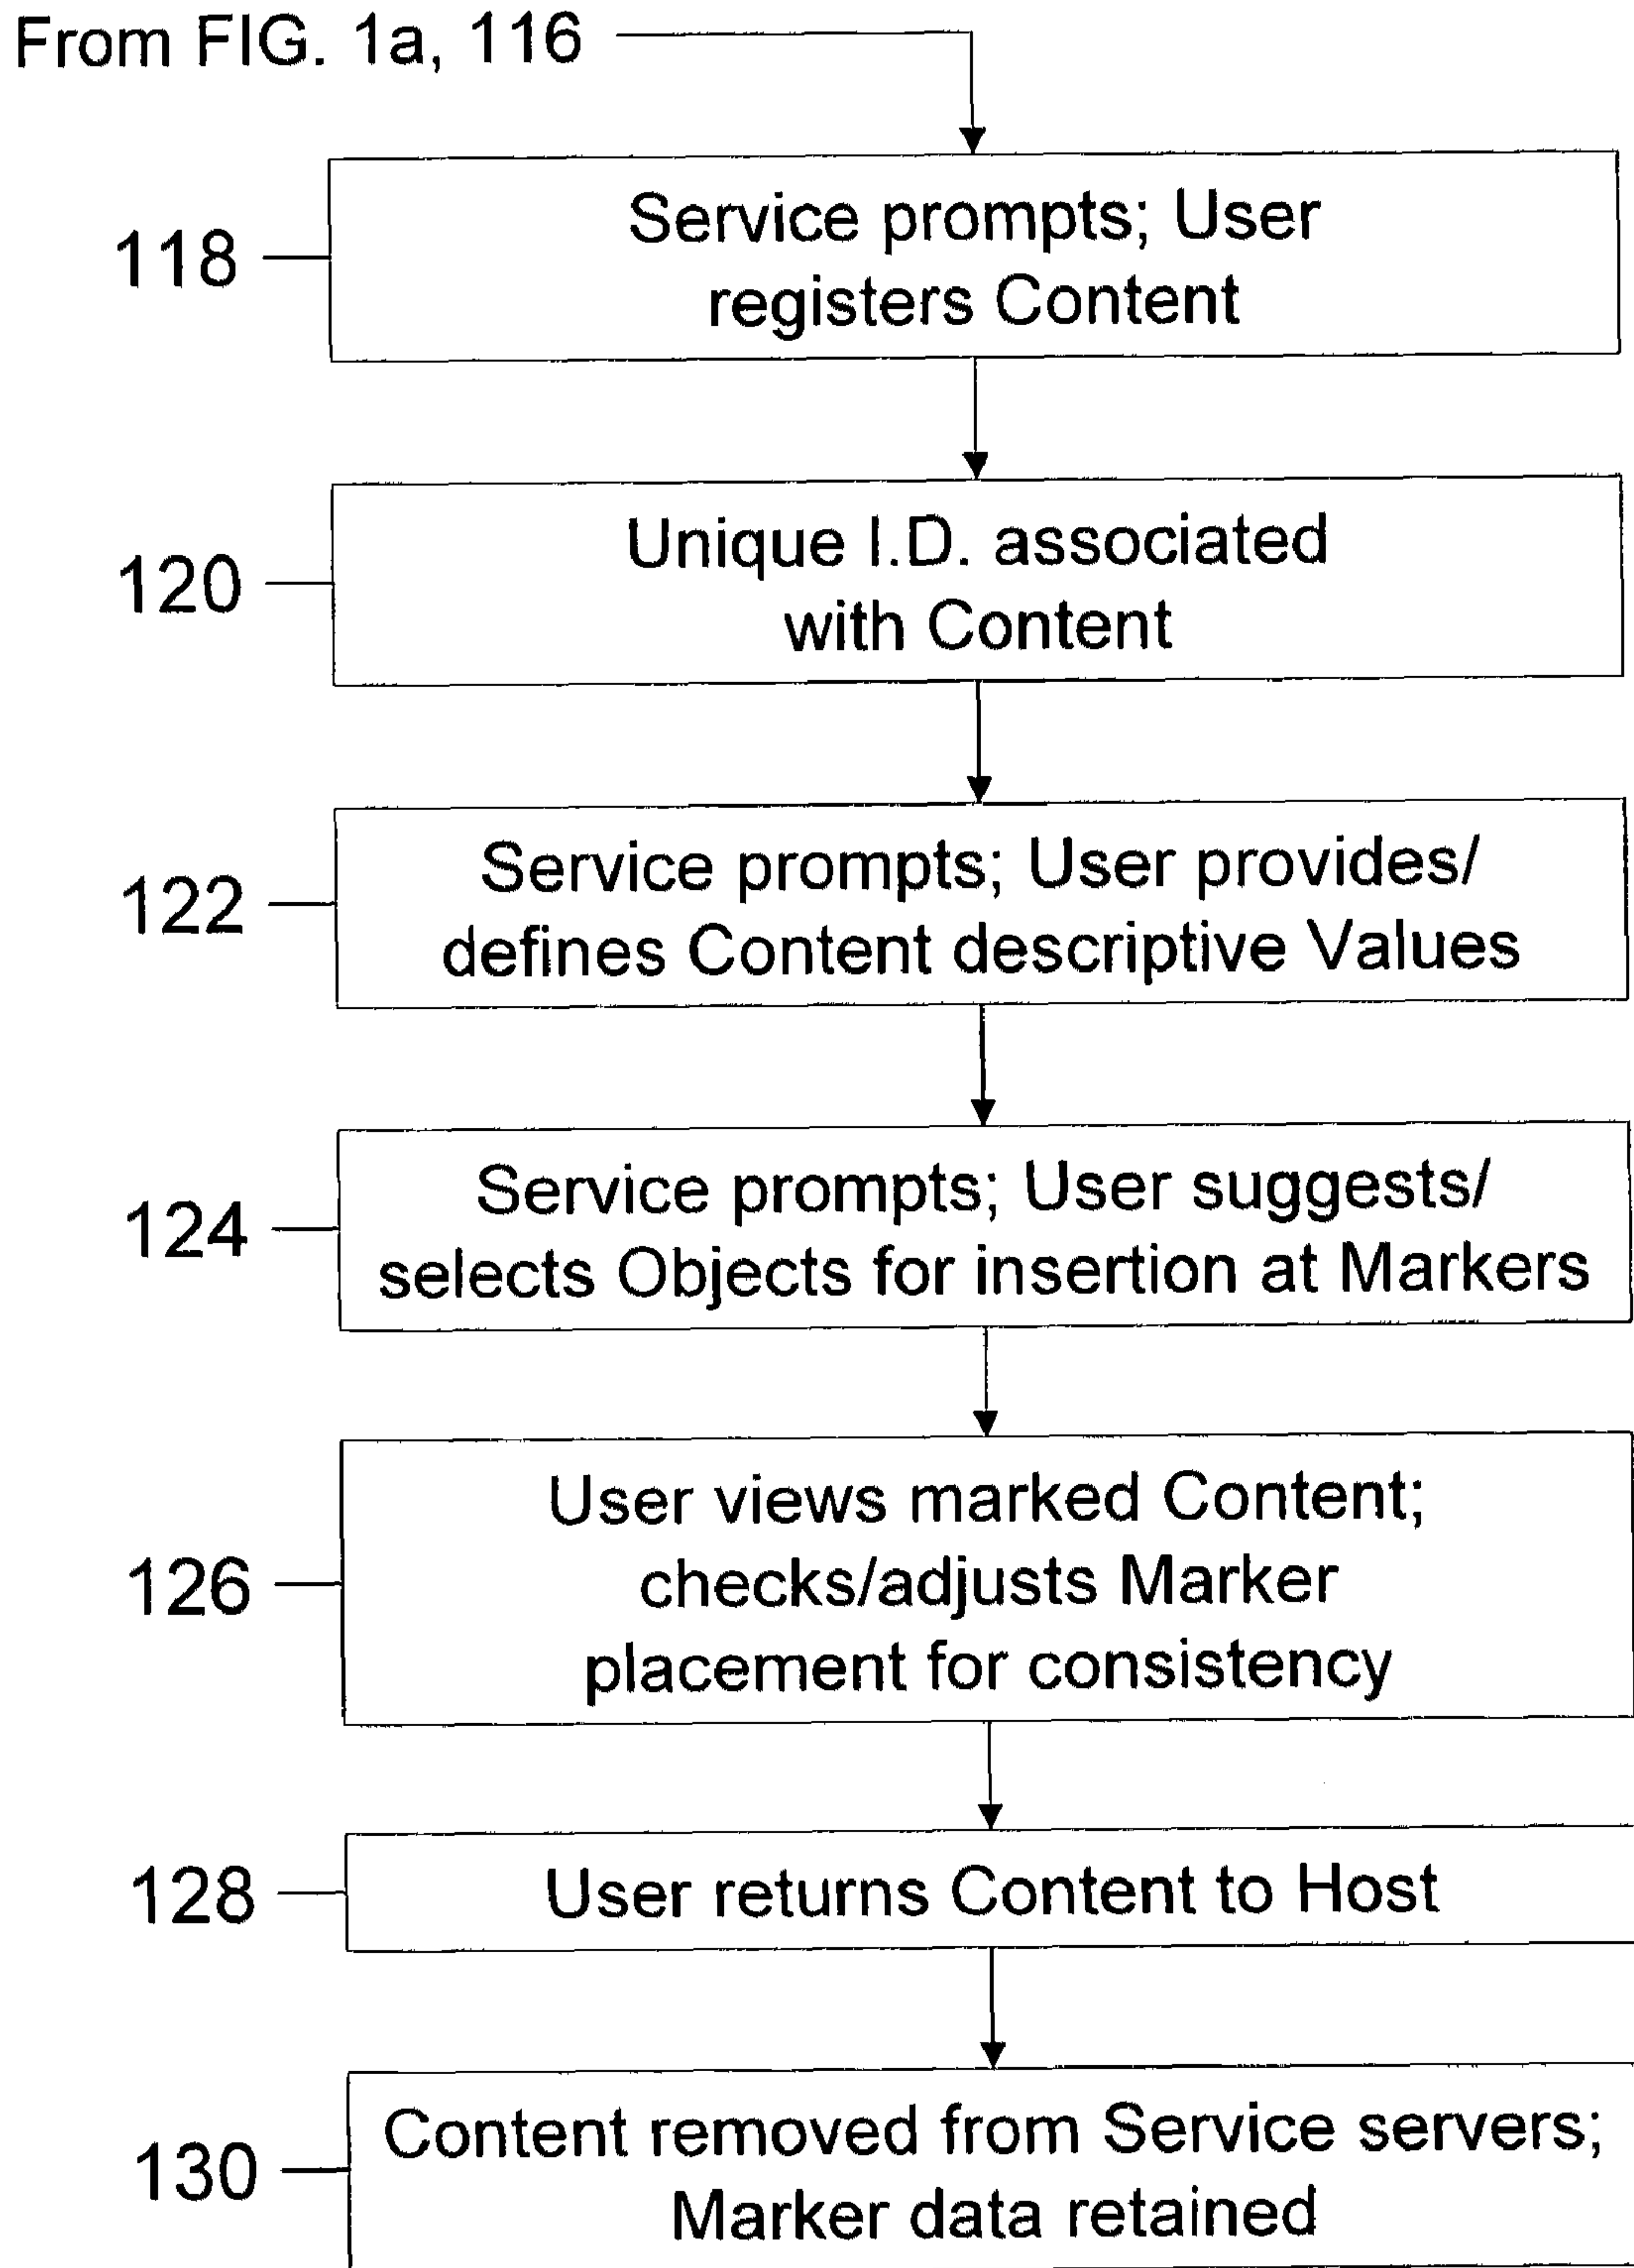 From FIG. 1a, 116
118
Service prompts; User
registers Content
120
Unique I.D. associated
with Content
122
Service prompts; User provides/
defines Content descriptive Values
124
Service prompts; User suggests/
selects Objects for insertion at Markers
126
User views marked Content;
checks/adjusts Marker
placement for consistency
128
User returns Content to Host
130
Content removed from Service servers;
Marker data retained